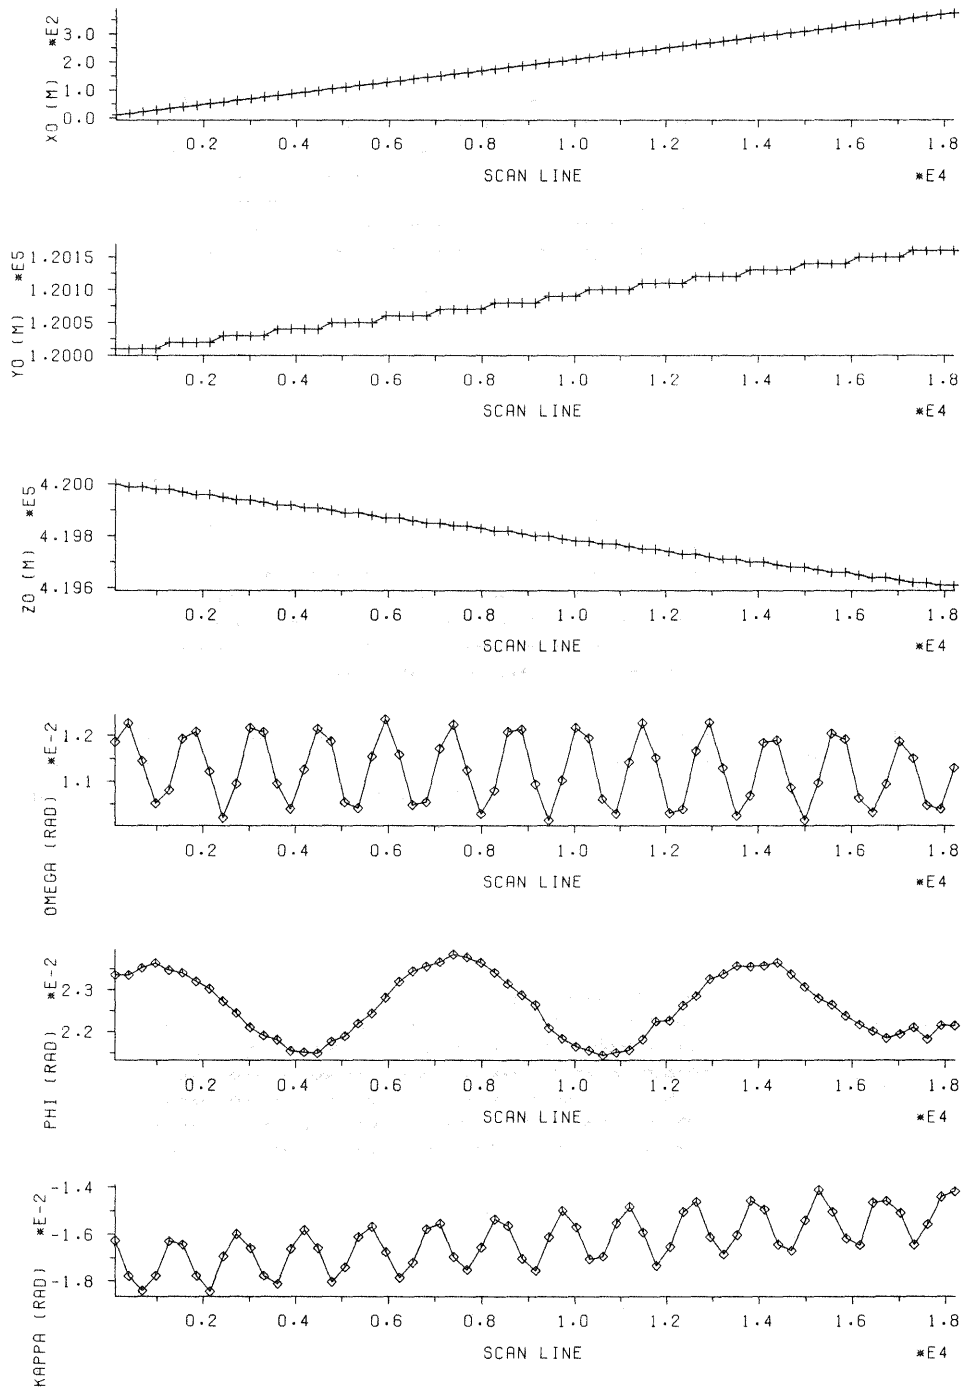 X0 (M) *E2
3.0
2.0
1.0
0.0
0.2 0.4 0.6 0.8 1.0 1.2 1.4 1.6 1.8
SCAN LINE *E4
Y0 (M) *E5
1.2015
1.2010
1.2005
1.2000
0.2 0.4 0.6 0.8 1.0 1.2 1.4 1.6 1.8
SCAN LINE *E4
Z0 (M) *E5
4.200
4.198
4.196
0.2 0.4 0.6 0.8 1.0 1.2 1.4 1.6 1.8
SCAN LINE *E4
OMEGA (RAD) *E-2
1.2
1.1
0.2 0.4 0.6 0.8 1.0 1.2 1.4 1.6 1.8
SCAN LINE *E4
PHI (RAD) *E-2
2.3
2.2
0.2 0.4 0.6 0.8 1.0 1.2 1.4 1.6 1.8
SCAN LINE *E4
KAPPA (RAD) *E-2
-1.4
-1.6
-1.8
0.2 0.4 0.6 0.8 1.0 1.2 1.4 1.6 1.8
SCAN LINE *E4